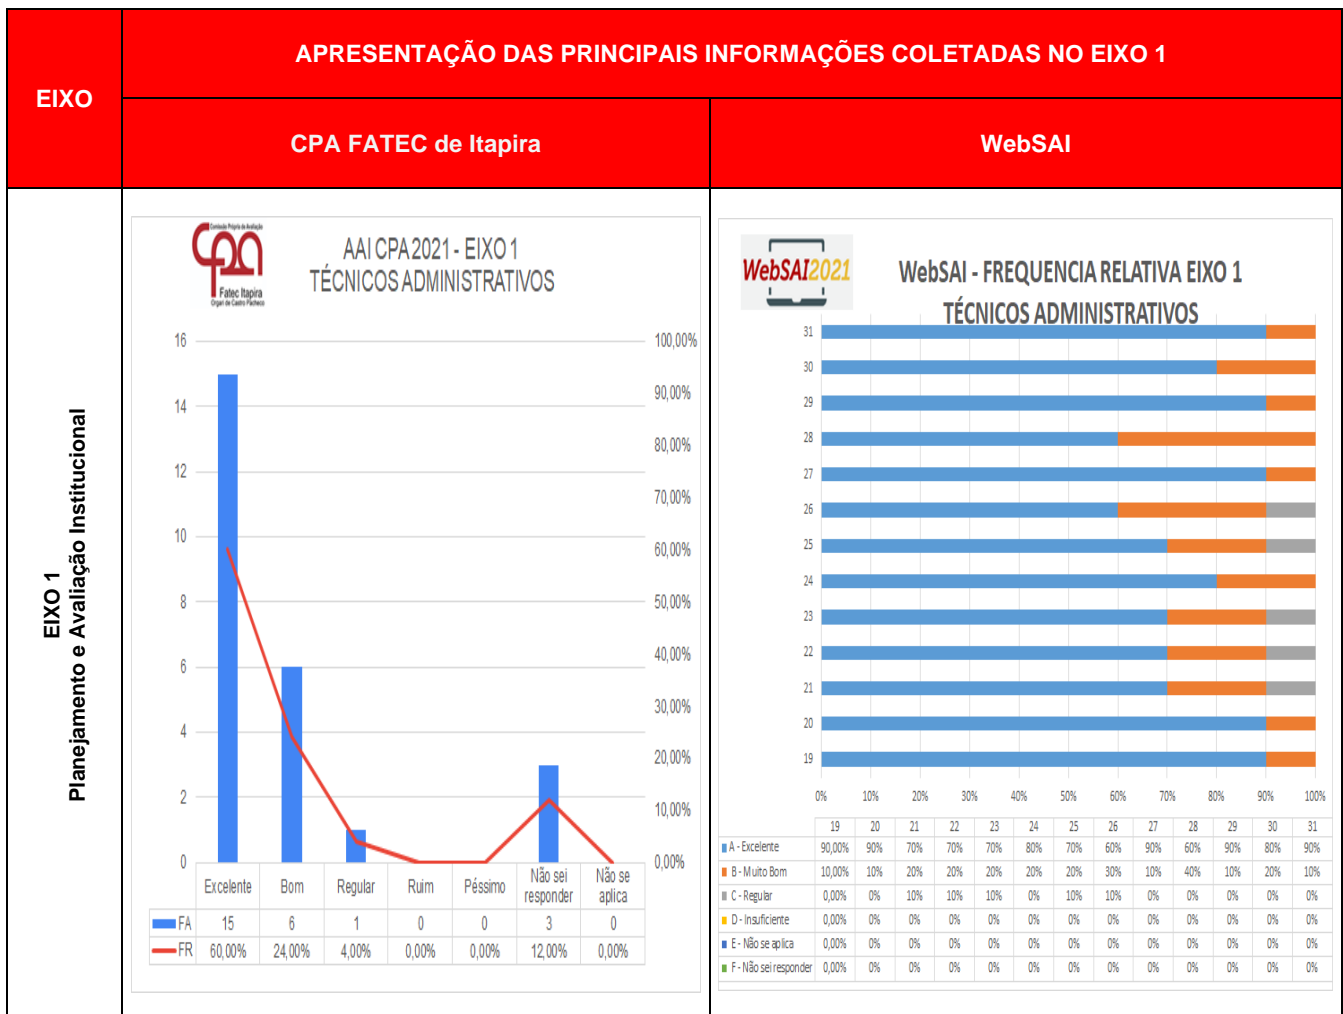 EIXO
APRESENTAÇÃO DAS PRINCIPAIS INFORMAÇÕES COLETADAS NO EIXO 1
CPA FATEC de Itapira
WebSAI
EIXO 1
Planejamento e Avaliação Institucional
Comissão Própria de Avaliação
cpa
Fatec Itapira
Ogari de Castro Pacheco
AAI CPA 2021 - EIXO 1
TÉCNICOS ADMINISTRATIVOS
16
14
12
10
8
6
4
2
0
100,00%
90,00%
80,00%
70,00%
60,00%
50,00%
40,00%
30,00%
20,00%
10,00%
0,00%
Excelente Bom Regular Ruim Péssimo Não sei responder Não se aplica
FA 15 6 1 0 0 3 0
FR 60,00% 24,00% 4,00% 0,00% 0,00% 12,00% 0,00%
WebSAI2021
WebSAI - FREQUENCIA RELATIVA EIXO 1
TÉCNICOS ADMINISTRATIVOS
31
30
29
28
27
26
25
24
23
22
21
20
19
0% 10% 20% 30% 40% 50% 60% 70% 80% 90% 100%
19 20 21 22 23 24 25 26 27 28 29 30 31
A - Excelente 90,00% 90% 70% 70% 70% 80% 70% 60% 90% 60% 90% 80% 90%
B - Muito Bom 10,00% 10% 20% 20% 20% 20% 20% 30% 10% 40% 10% 20% 10%
C - Regular 0,00% 0% 10% 10% 10% 0% 10% 10% 0% 0% 0% 0% 0%
D - Insuficiente 0,00% 0% 0% 0% 0% 0% 0% 0% 0% 0% 0% 0% 0%
E - Não se aplica 0,00% 0% 0% 0% 0% 0% 0% 0% 0% 0% 0% 0% 0%
F - Não sei responder 0,00% 0% 0% 0% 0% 0% 0% 0% 0% 0% 0% 0% 0%